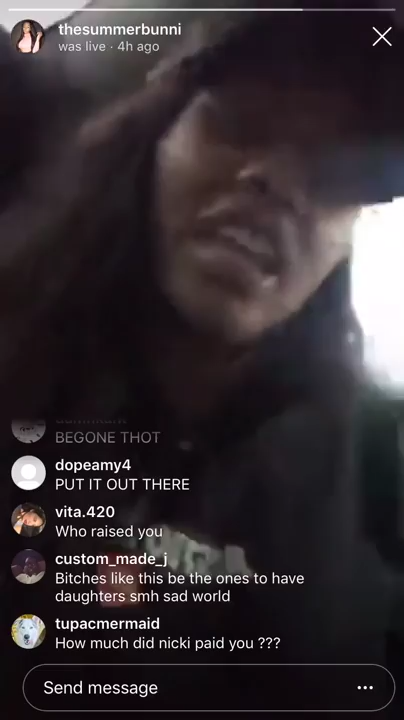 thesummerbunni
was live · 4h ago
BEGONE THOT
dopeamy4
PUT IT OUT THERE
vita.420
Who raised you
custom_made_j
Bitches like this be the ones to have
daughters smh sad world
tupacmermaid
How much did nicki paid you ???
Send message